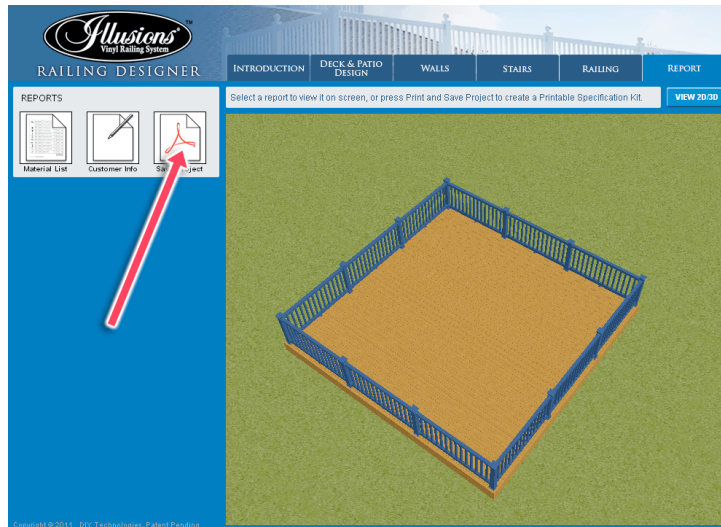 Illusions™
Vinyl Railing System
RAILING DESIGNER
INTRODUCTION
DECK & PATIO
DESIGN
WALLS
STAIRS
RAILING
REPORT
REPORTS
Select a report to view it on screen, or press Print and Save Project to create a Printable Specification Kit.
VIEW 2D/3D
Material List
Customer Info
Copyright © 2011 DIY Technologies. Patent Pending.